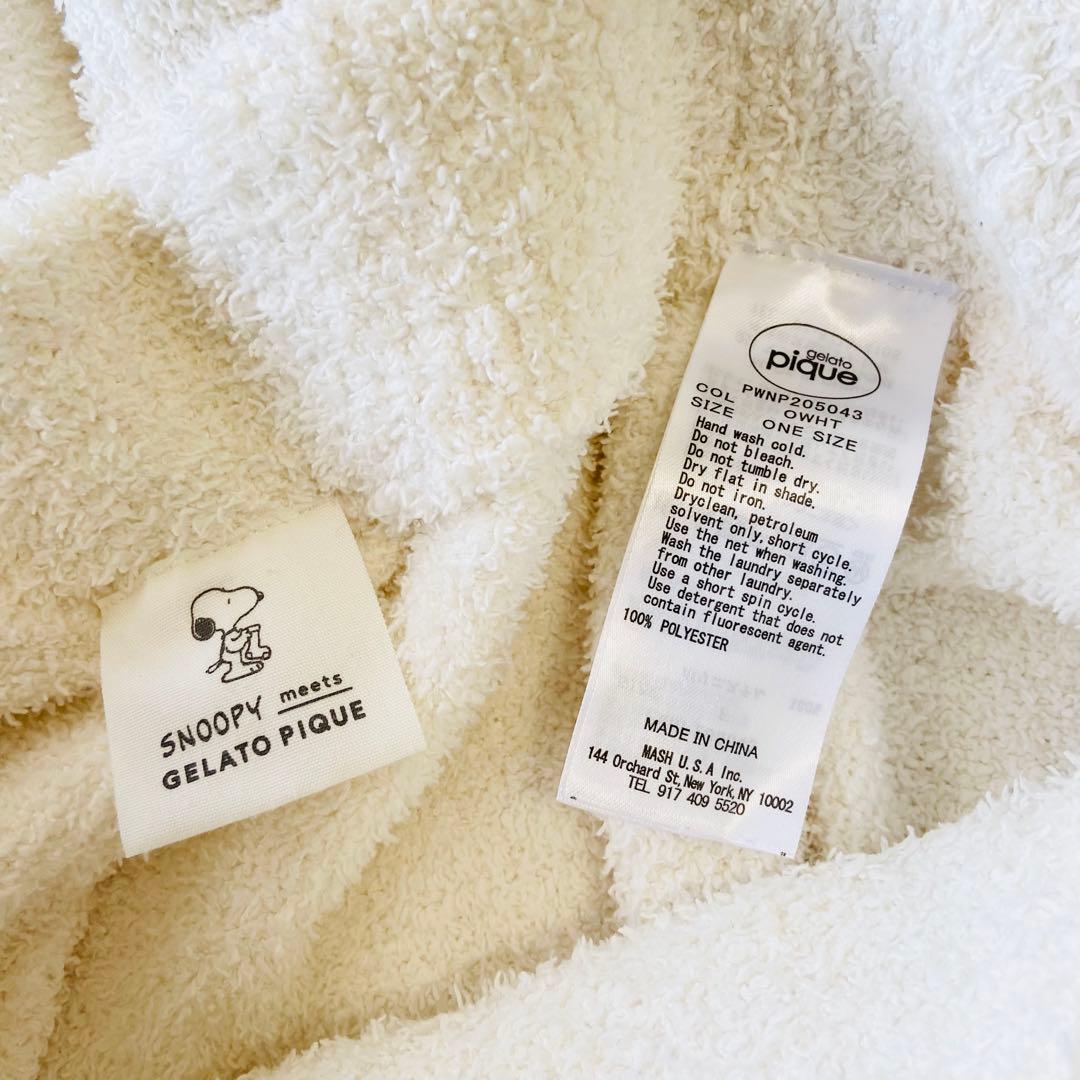 SNOOPY meets
GELATO PIQUE
gelato
pique
PWNP205043
COL OWHT
SIZE ONE SIZE
Hand wash cold.
Do not bleach.
Do not tumble dry.
Dry flat in shade.
Do not iron.
Dryclean, petroleum
solvent only, short cycle.
Use the net when washing.
Wash the laundry separately
from other laundry.
Use a short spin cycle.
Use detergent that does not
contain fluorescent agent.
100% POLYESTER
MADE IN CHINA
MASH U.S.A Inc.
144 Orchard St, New York, NY 10002
TEL 917 409 5520